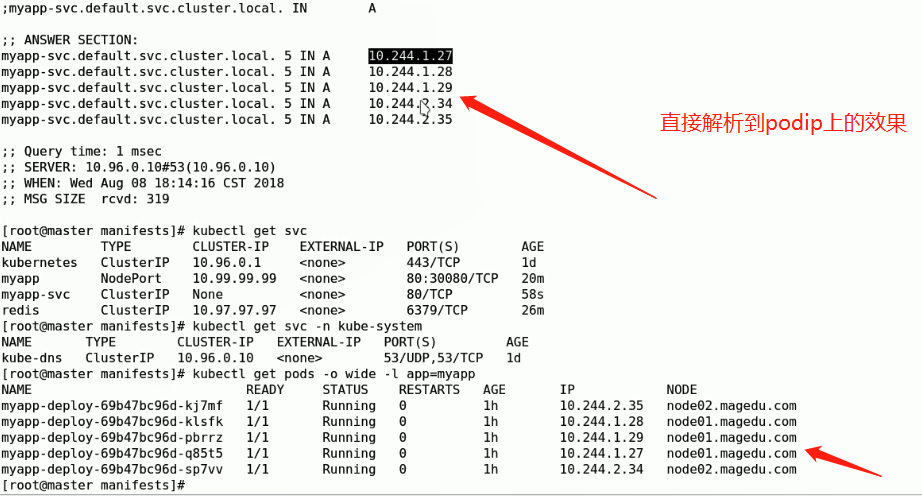 ;myapp-svc.default.svc.cluster.local. IN A
;; ANSWER SECTION:
myapp-svc.default.svc.cluster.local. 5 IN A 10.244.1.27
myapp-svc.default.svc.cluster.local. 5 IN A 10.244.1.28
myapp-svc.default.svc.cluster.local. 5 IN A 10.244.1.29
myapp-svc.default.svc.cluster.local. 5 IN A 10.244.2.34
myapp-svc.default.svc.cluster.local. 5 IN A 10.244.2.35
直接解析到podip上的效果
;; Query time: 1 msec
;; SERVER: 10.96.0.10#53(10.96.0.10)
;; WHEN: Wed Aug 08 18:14:16 CST 2018
;; MSG SIZE rcvd: 319
[root@master manifests]# kubectl get svc
NAME TYPE CLUSTER-IP EXTERNAL-IP PORT(S) AGE
kubernetes ClusterIP 10.96.0.1 <none> 443/TCP 1d
myapp NodePort 10.99.99.99 <none> 80:30080/TCP 20m
myapp-svc ClusterIP None <none> 80/TCP 58s
redis ClusterIP 10.97.97.97 <none> 6379/TCP 26m
[root@master manifests]# kubectl get svc -n kube-system
NAME TYPE CLUSTER-IP EXTERNAL-IP PORT(S) AGE
kube-dns ClusterIP 10.96.0.10 <none> 53/UDP,53/TCP 1d
[root@master manifests]# kubectl get pods -o wide -l app=myapp
NAME READY STATUS RESTARTS AGE IP NODE
myapp-deploy-69b47bc96d-kj7mf 1/1 Running 0 1h 10.244.2.35 node02.magedu.com
myapp-deploy-69b47bc96d-klsfk 1/1 Running 0 1h 10.244.1.28 node01.magedu.com
myapp-deploy-69b47bc96d-pbrrz 1/1 Running 0 1h 10.244.1.29 node01.magedu.com
myapp-deploy-69b47bc96d-q85t5 1/1 Running 0 1h 10.244.1.27 node01.magedu.com
myapp-deploy-69b47bc96d-sp7vv 1/1 Running 0 1h 10.244.2.34 node02.magedu.com
[root@master manifests]#